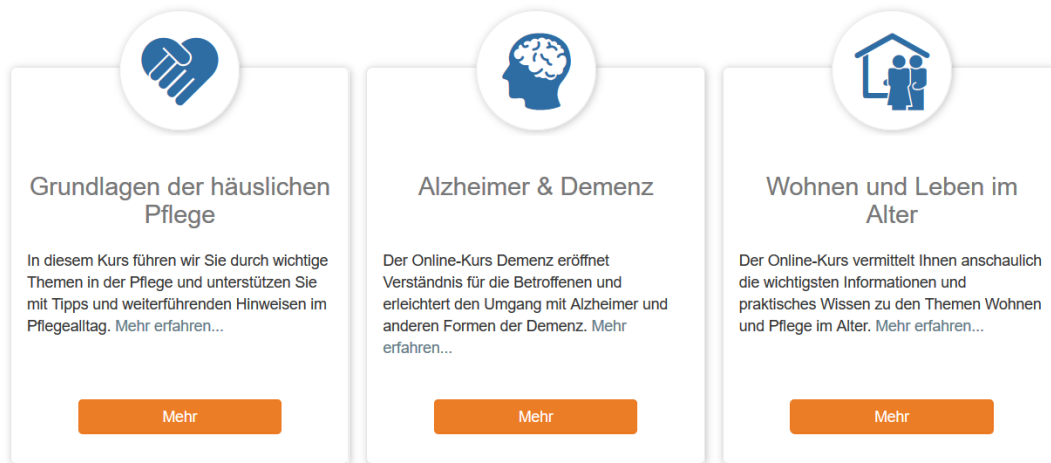 Grundlagen der häuslichen
Pflege
In diesem Kurs führen wir Sie durch wichtige
Themen in der Pflege und unterstützen Sie
mit Tipps und weiterführenden Hinweisen im
Pflegealltag. Mehr erfahren...
Mehr
Alzheimer & Demenz
Der Online-Kurs Demenz eröffnet
Verständnis für die Betroffenen und
erleichtert den Umgang mit Alzheimer und
anderen Formen der Demenz. Mehr
erfahren...
Mehr
Wohnen und Leben im
Alter
Der Online-Kurs vermittelt Ihnen anschaulich
die wichtigsten Informationen und
praktisches Wissen zu den Themen Wohnen
und Pflege im Alter. Mehr erfahren...
Mehr